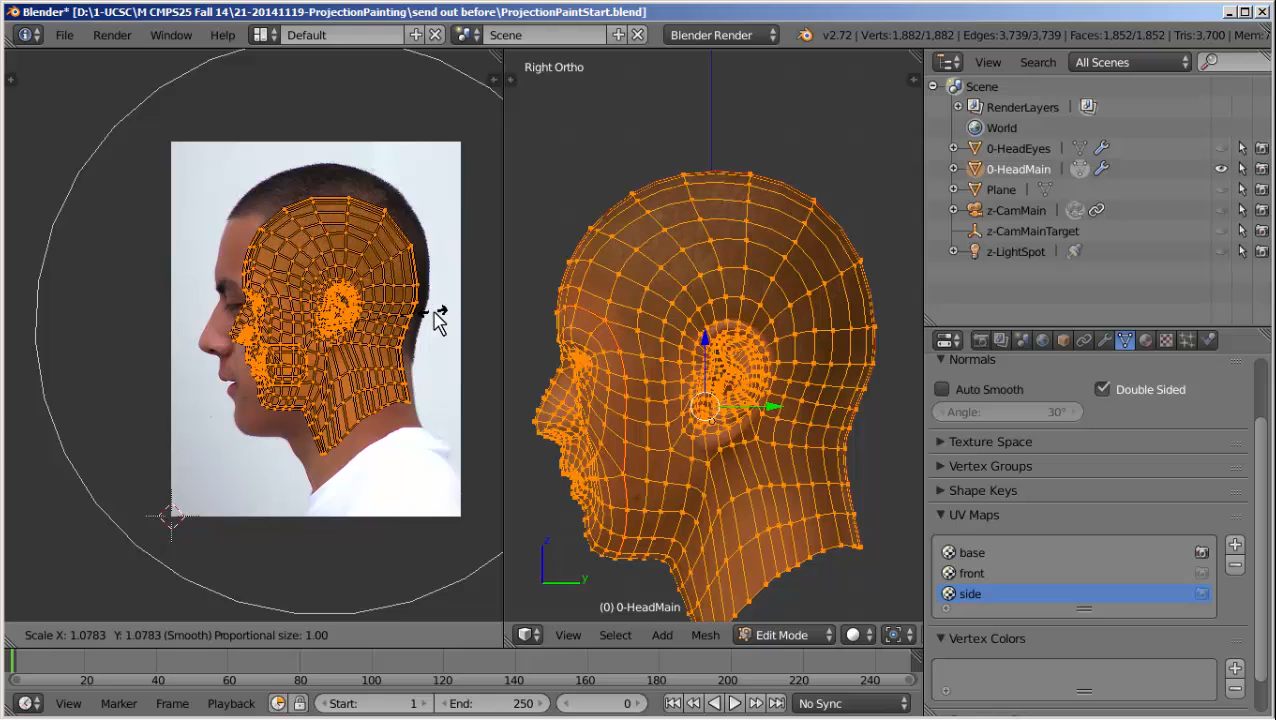 Blender* [D:\1-UCSC\M CMPS25 Fall 14\21-20141119-ProjectionPainting\send out before\ProjectionPaintStart.blend]
File Render Window Help Default Scene Blender Render v2.72 | Verts:1,882/1,882 | Edges:3,739/3,739 | Faces:1,852/1,852 | Tris:3,700 | Mem:7
Right Ortho
View Search All Scenes
Scene
RenderLayers
World
0-HeadEyes
0-HeadMain
Plane
z-CamMain
z-CamMainTarget
z-LightSpot
Normals
Auto Smooth Double Sided
Angle: 30°
Texture Space
Vertex Groups
Shape Keys
UV Maps
base
front
side
Vertex Colors
z
y
(0) 0-HeadMain
Scale X: 1.0783 Y: 1.0783 (Smooth) Proportional size: 1.00
View Select Add Mesh Edit Mode
20 40 60 80 100 120 140 160 180 200 220 240
View Marker Frame Playback Start: 1 End: 250 0 No Sync